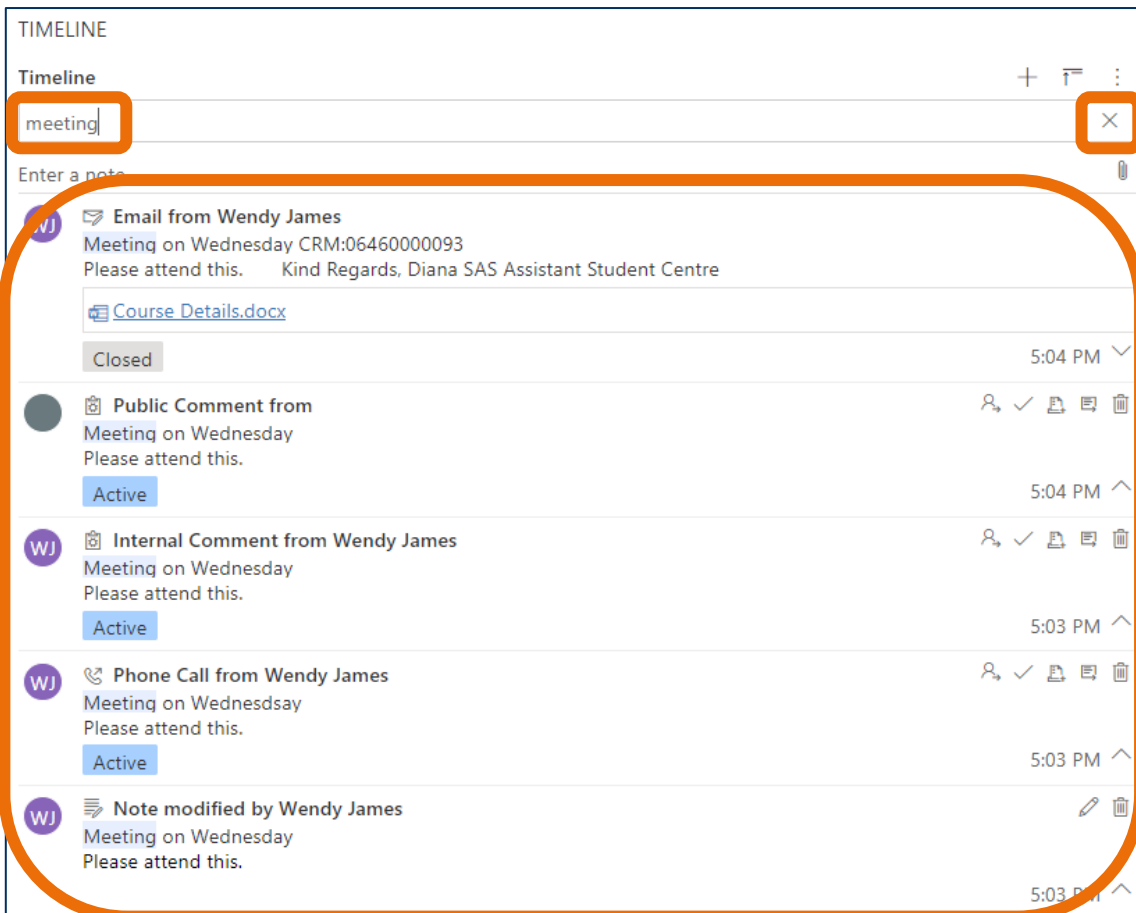 TIMELINE
Timeline
meeting
Enter a note
WJ Email from Wendy James
Meeting on Wednesday CRM:06460000093
Please attend this. Kind Regards, Diana SAS Assistant Student Centre
Course Details.docx
Closed 5:04 PM
Public Comment from
Meeting on Wednesday
Please attend this.
Active 5:04 PM
WJ Internal Comment from Wendy James
Meeting on Wednesday
Please attend this.
Active 5:03 PM
WJ Phone Call from Wendy James
Meeting on Wednesdsay
Please attend this.
Active 5:03 PM
WJ Note modified by Wendy James
Meeting on Wednesday
Please attend this.
5:03 PM